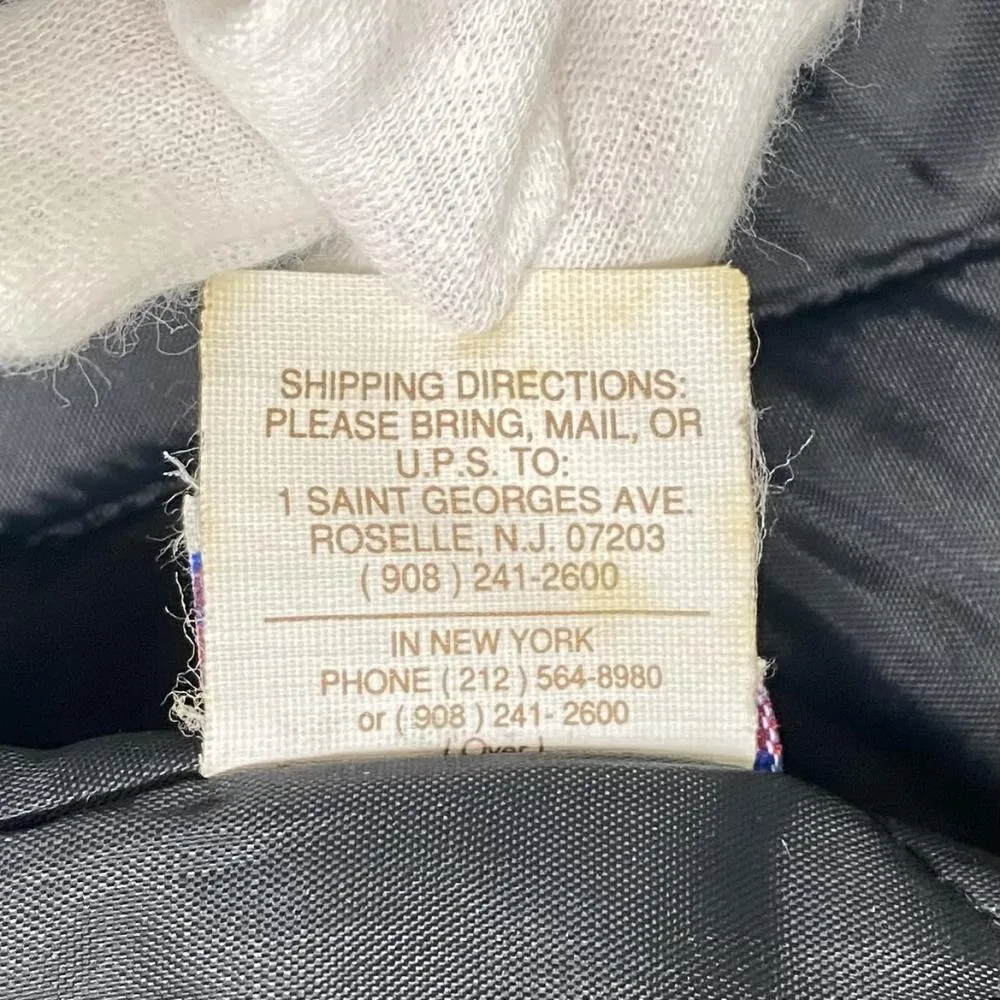 SHIPPING DIRECTIONS:
PLEASE BRING, MAIL, OR
U.P.S. TO:
1 SAINT GEORGES AVE.
ROSELLE, N.J. 07203
( 908 ) 241-2600
IN NEW YORK
PHONE ( 212 ) 564-8980
or ( 908 ) 241- 2600
( Over )